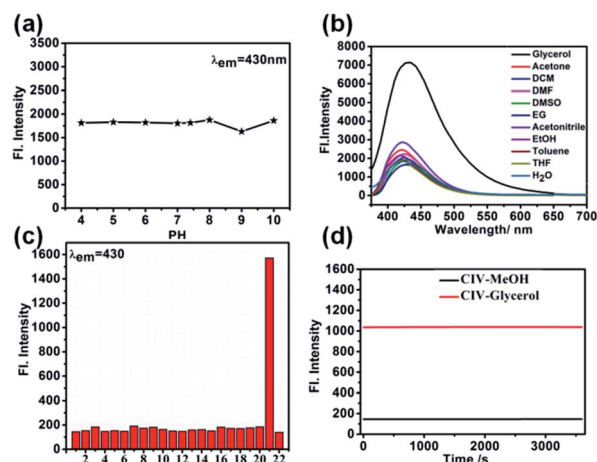 (a)
3500
3000
2500
2000
1500
1000
500
0
Fl. Intensity
λem=430nm
4 5 6 7 8 9 10
PH
(b)
8000
7000
6000
5000
4000
3000
2000
1000
0
Fl.Intensity
Glycerol
Acetone
DCM
DMF
DMSO
EG
Acetonitrile
EtOH
Toluene
THF
H2O
400 450 500 550 600 650 700
Wavelength/ nm
(c)
λem=430
1600
1400
1200
1000
800
600
400
200
0
Fl. Intensity
2 4 6 8 10 12 14 16 18 20 22
(d)
1600
1400
1200
1000
800
600
400
200
0
Fl. Intensity
CIV-MeOH
CIV-Glycerol
0 1000 2000 3000
Time /s